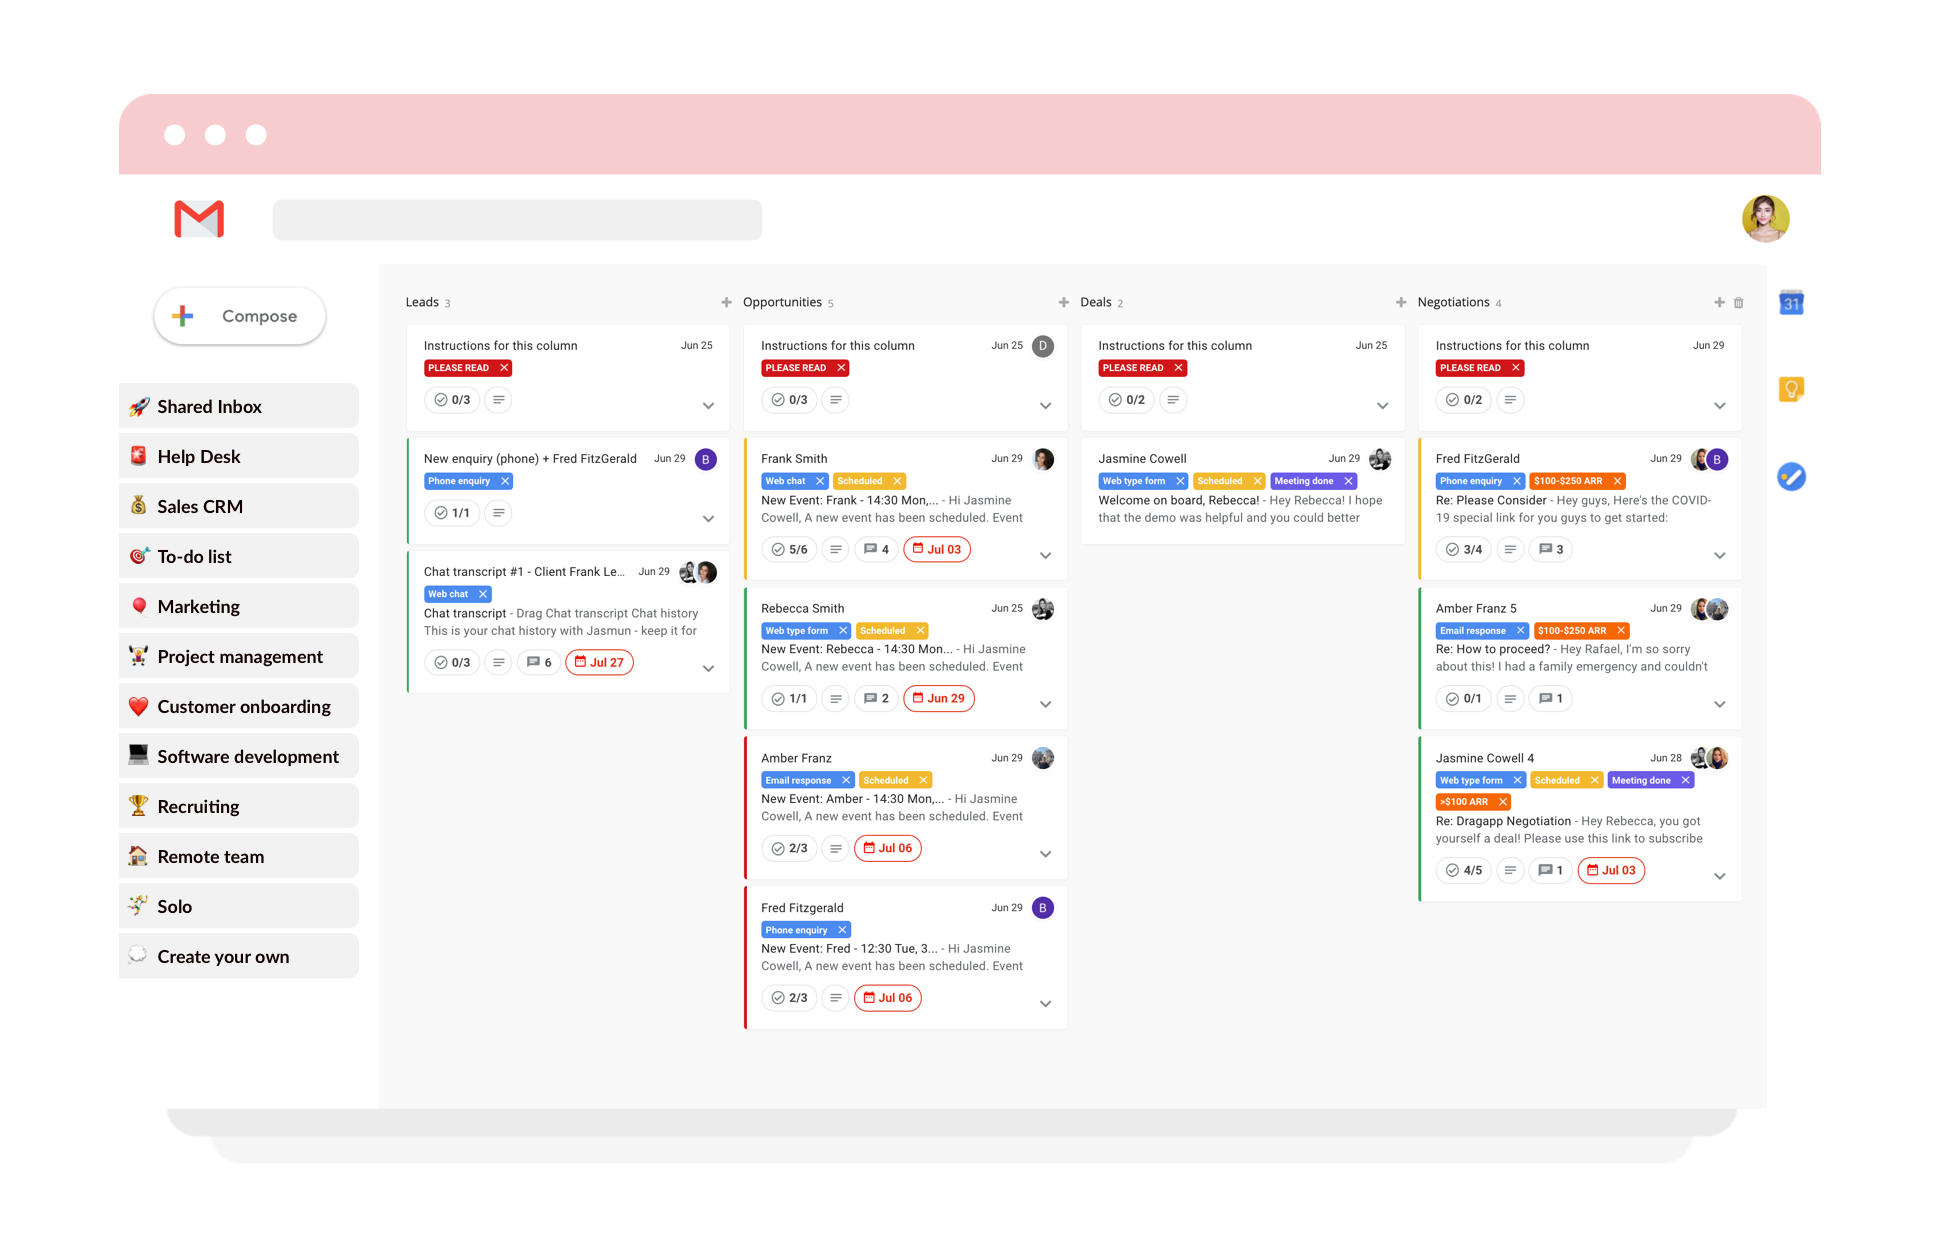 Compose
Shared Inbox
Help Desk
Sales CRM
To-do list
Marketing
Project management
Customer onboarding
Software development
Recruiting
Remote team
Solo
Create your own
Leads 3
Instructions for this column Jun 25
PLEASE READ
0/3
New enquiry (phone) + Fred FitzGerald Jun 29 B
Phone enquiry
1/1
Chat transcript #1 - Client Frank Le... Jun 29
Web chat
Chat transcript - Drag Chat transcript Chat history
This is your chat history with Jasmun - keep it for
0/3 6 Jul 27
Opportunities 5
Instructions for this column Jun 25 D
PLEASE READ
0/3
Frank Smith Jun 29
Web chat Scheduled
New Event: Frank - 14:30 Mon,... - Hi Jasmine
Cowell, A new event has been scheduled. Event
5/6 4 Jul 03
Rebecca Smith Jun 25
Web type form Scheduled
New Event: Rebecca - 14:30 Mon... - Hi Jasmine
Cowell, A new event has been scheduled. Event
1/1 2 Jun 29
Amber Franz Jun 29
Email response Scheduled
New Event: Amber - 14:30 Mon,... - Hi Jasmine
Cowell, A new event has been scheduled. Event
2/3 Jul 06
Fred Fitzgerald Jun 29 B
Phone enquiry
New Event: Fred - 12:30 Tue, 3... - Hi Jasmine
Cowell, A new event has been scheduled. Event
2/3 Jul 06
Deals 2
Instructions for this column Jun 25
PLEASE READ
0/2
Jasmine Cowell Jun 29
Web type form Scheduled Meeting done
Welcome on board, Rebecca! - Hey Rebecca! I hope
that the demo was helpful and you could better
Negotiations 4
Instructions for this column Jun 29
PLEASE READ
0/2
Fred FitzGerald Jun 29 B
Phone enquiry $100-$250 ARR
Re: Please Consider - Hey guys, Here's the COVID-
19 special link for you guys to get started:
3/4 3
Amber Franz 5 Jun 29
Email response $100-$250 ARR
Re: How to proceed? - Hey Rafael, I'm so sorry
about this! I had a family emergency and couldn't
0/1 1
Jasmine Cowell 4 Jun 28
Web type form Scheduled Meeting done
>$100 ARR
Re: Dragapp Negotiation - Hey Rebecca, you got
yourself a deal! Please use this link to subscribe
4/5 1 Jul 03
31